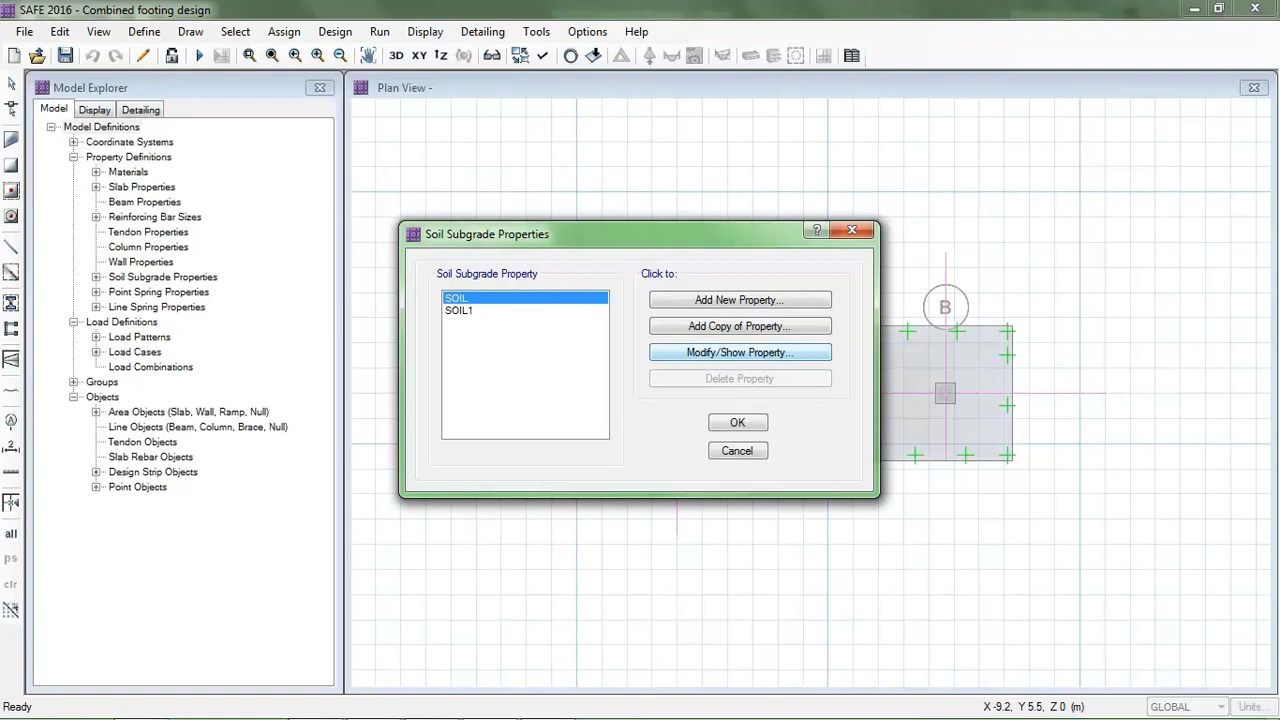 SAFE 2016 - Combined footing design
File Edit View Define Draw Select Assign Design Run Display Detailing Tools Options Help
3D XY
Model Explorer
Plan View -
Model Display Detailing
Model Definitions
Coordinate Systems
Property Definitions
Materials
Slab Properties
Beam Properties
Reinforcing Bar Sizes
Tendon Properties
Column Properties
Wall Properties
Soil Subgrade Properties
Point Spring Properties
Line Spring Properties
Load Definitions
Load Patterns
Load Cases
Load Combinations
Groups
Objects
Area Objects (Slab, Wall, Ramp, Null)
Line Objects (Beam, Column, Brace, Null)
Tendon Objects
Slab Rebar Objects
Design Strip Objects
Point Objects
all
ps
clr
Soil Subgrade Properties
?
Soil Subgrade Property
SOIL
SOIL1
Click to:
Add New Property...
Add Copy of Property...
Modify/Show Property...
Delete Property
OK
Cancel
B
Ready
X -9.2, Y 5.5, Z 0 (m)
GLOBAL
Units...